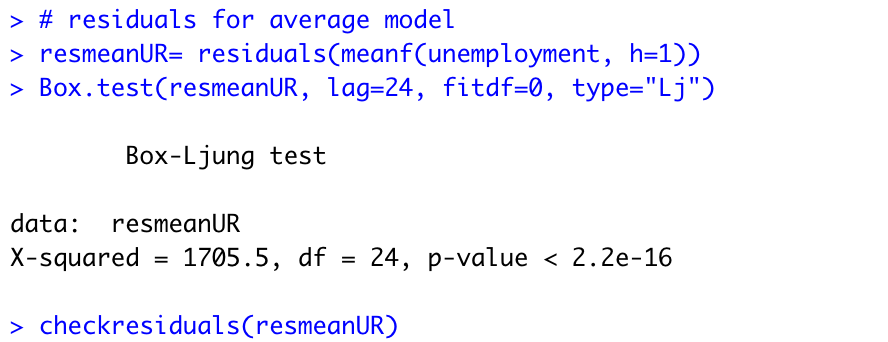 > # residuals for average model
> resmeanUR= residuals(meanf(unemployment, h=1))
> Box.test(resmeanUR, lag=24, fitdf=0, type="Lj")
Box-Ljung test
data:  resmeanUR
X-squared = 1705.5, df = 24, p-value < 2.2e-16
> checkresiduals(resmeanUR)